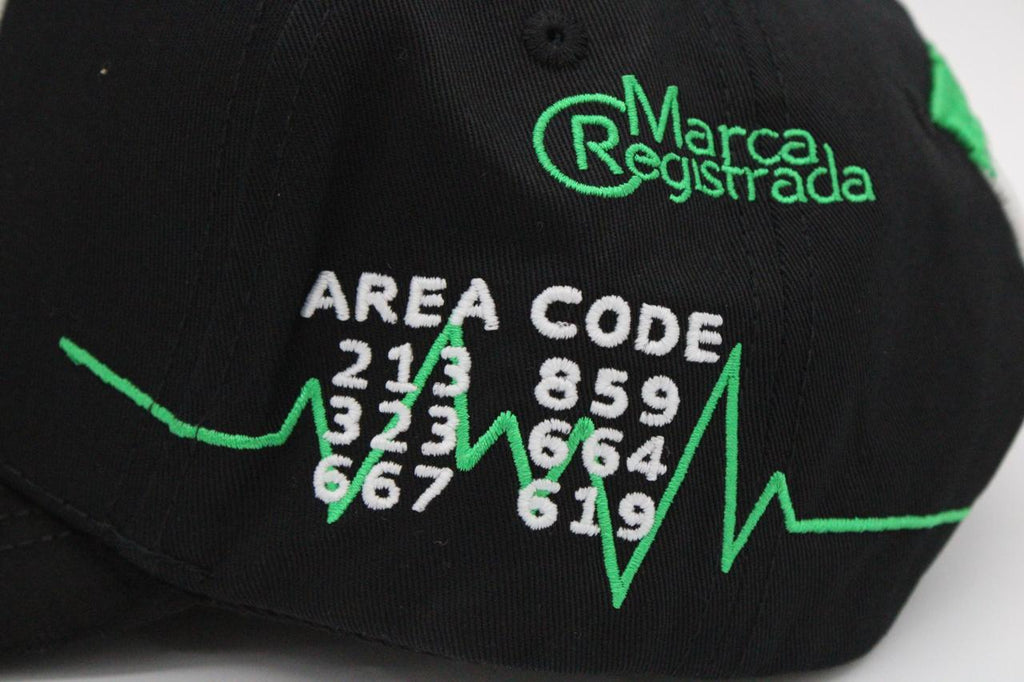 Marca
® Registrada
AREA CODE
213 859
323 664
667 619